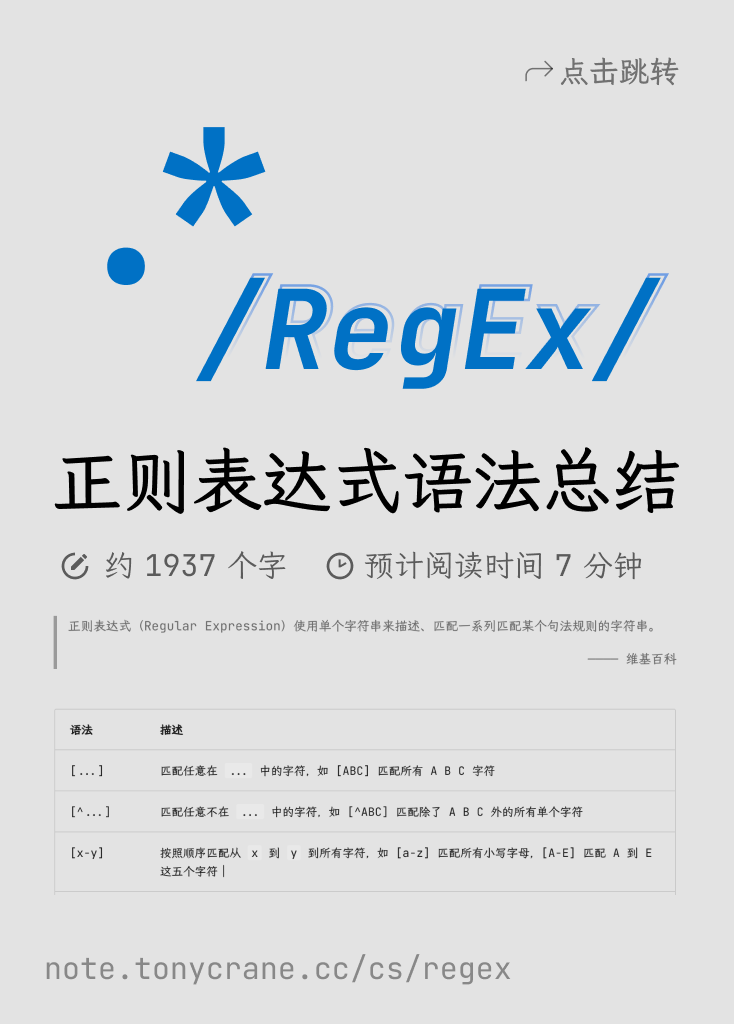 点击跳转
.*
/RegEx/
正则表达式语法总结
约 1937 个字 预计阅读时间 7 分钟
正则表达式（Regular Expression）使用单个字符串来描述、匹配一系列匹配某个句法规则的字符串。
—— 维基百科
语法 描述
[...] 匹配任意在 ... 中的字符，如 [ABC] 匹配所有 A B C 字符
[^...] 匹配任意不在 ... 中的字符，如 [^ABC] 匹配除了 A B C 外的所有单个字符
[x-y] 按照顺序匹配从 x 到 y 到所有字符，如 [a-z] 匹配所有小写字母，[A-E] 匹配 A 到 E
这五个字符|
note.tonycrane.cc/cs/regex